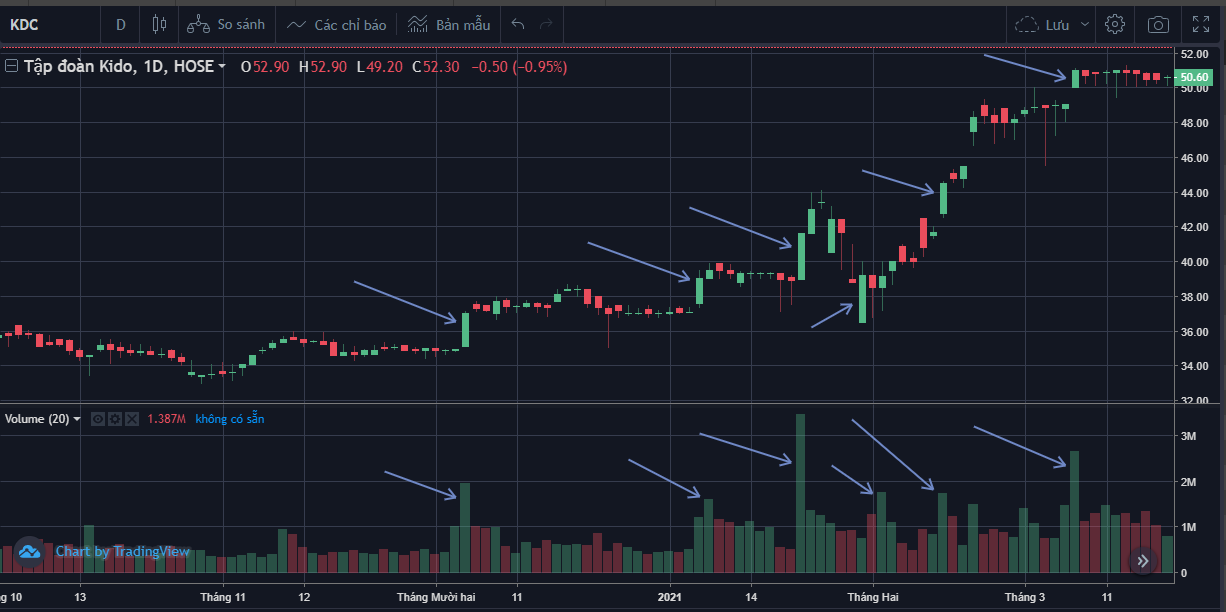 KDC D So sánh Các chỉ báo Bản mẫu Lưu
Tập đoàn Kido, 1D, HOSE O52.90 H52.90 L49.20 C52.30 −0.50 (−0.95%)
52.00
50.60
50.00
48.00
46.00
44.00
42.00
40.00
38.00
36.00
34.00
32.00
Volume (20) 1.387M không có sẵn
3M
2M
1M
0
Chart by TradingView
ng 10 13 Tháng 11 12 Tháng Mười hai 11 2021 14 Tháng Hai Tháng 3 11